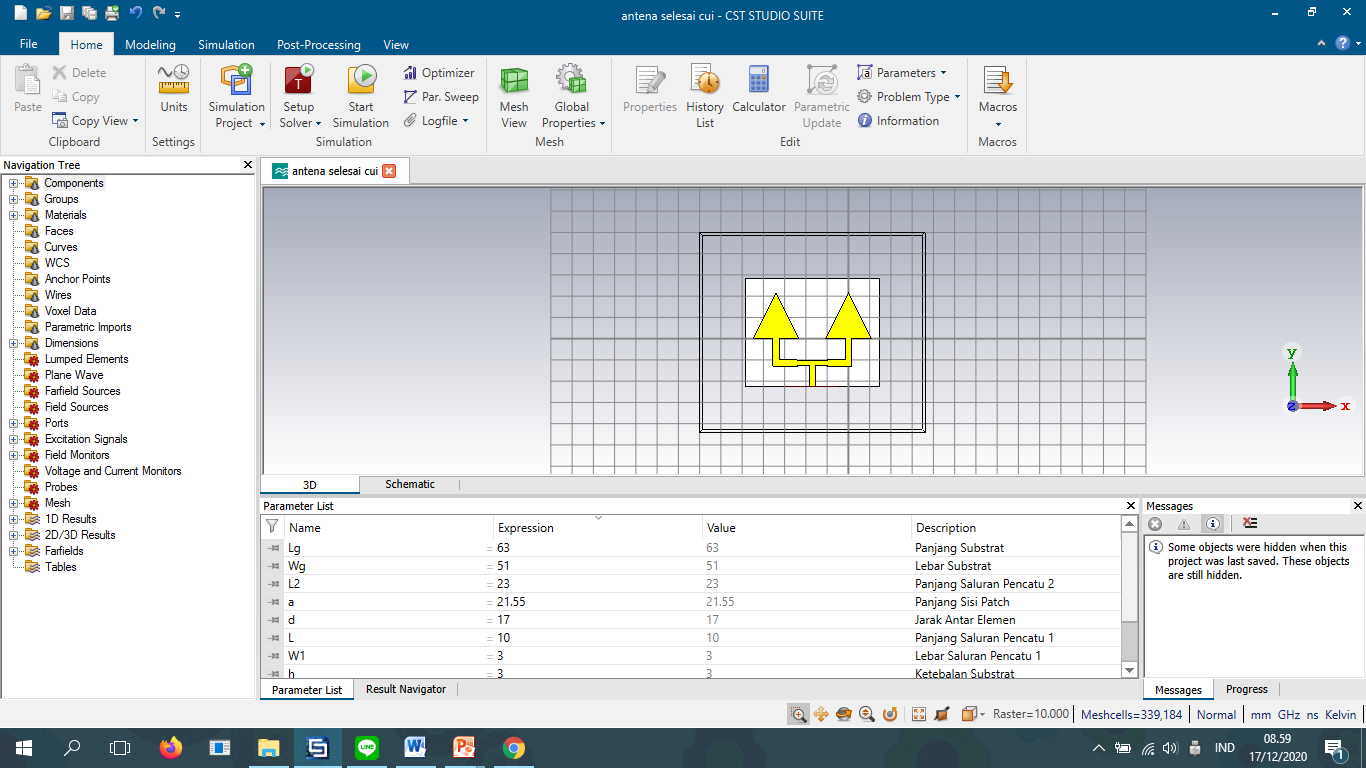 antena selesai cui - CST STUDIO SUITE
File Home Modeling Simulation Post-Processing View
Paste
Delete
Copy
Copy View
Clipboard
Units
Settings
Simulation Project
Setup Solver
Start Simulation
Optimizer
Par. Sweep
Logfile
Simulation
Mesh View
Global Properties
Mesh
Properties
History List
Calculator
Parametric Update
Parameters
Problem Type
Information
Edit
Macros
Macros
Navigation Tree
Components
Groups
Materials
Faces
Curves
WCS
Anchor Points
Wires
Voxel Data
Parametric Imports
Dimensions
Lumped Elements
Plane Wave
Farfield Sources
Field Sources
Ports
Excitation Signals
Field Monitors
Voltage and Current Monitors
Probes
Mesh
1D Results
2D/3D Results
Farfields
Tables
antena selesai cui
y
z
x
3D Schematic
Parameter List
Name Expression Value Description
Lg = 63 63 Panjang Substrat
Wg = 51 51 Lebar Substrat
L2 = 23 23 Panjang Saluran Pencatu 2
a = 21.55 21.55 Panjang Sisi Patch
d = 17 17 Jarak Antar Elemen
L = 10 10 Panjang Saluran Pencatu 1
W1 = 3 3 Lebar Saluran Pencatu 1
h = 3 3 Ketebalan Substrat
Parameter List Result Navigator
Messages
Some objects were hidden when this
project was last saved. These objects
are still hidden.
Messages Progress
Raster=10.000 Meshcells=339,184 Normal mm GHz ns Kelvin
LINE
IND
08.59
17/12/2020
1